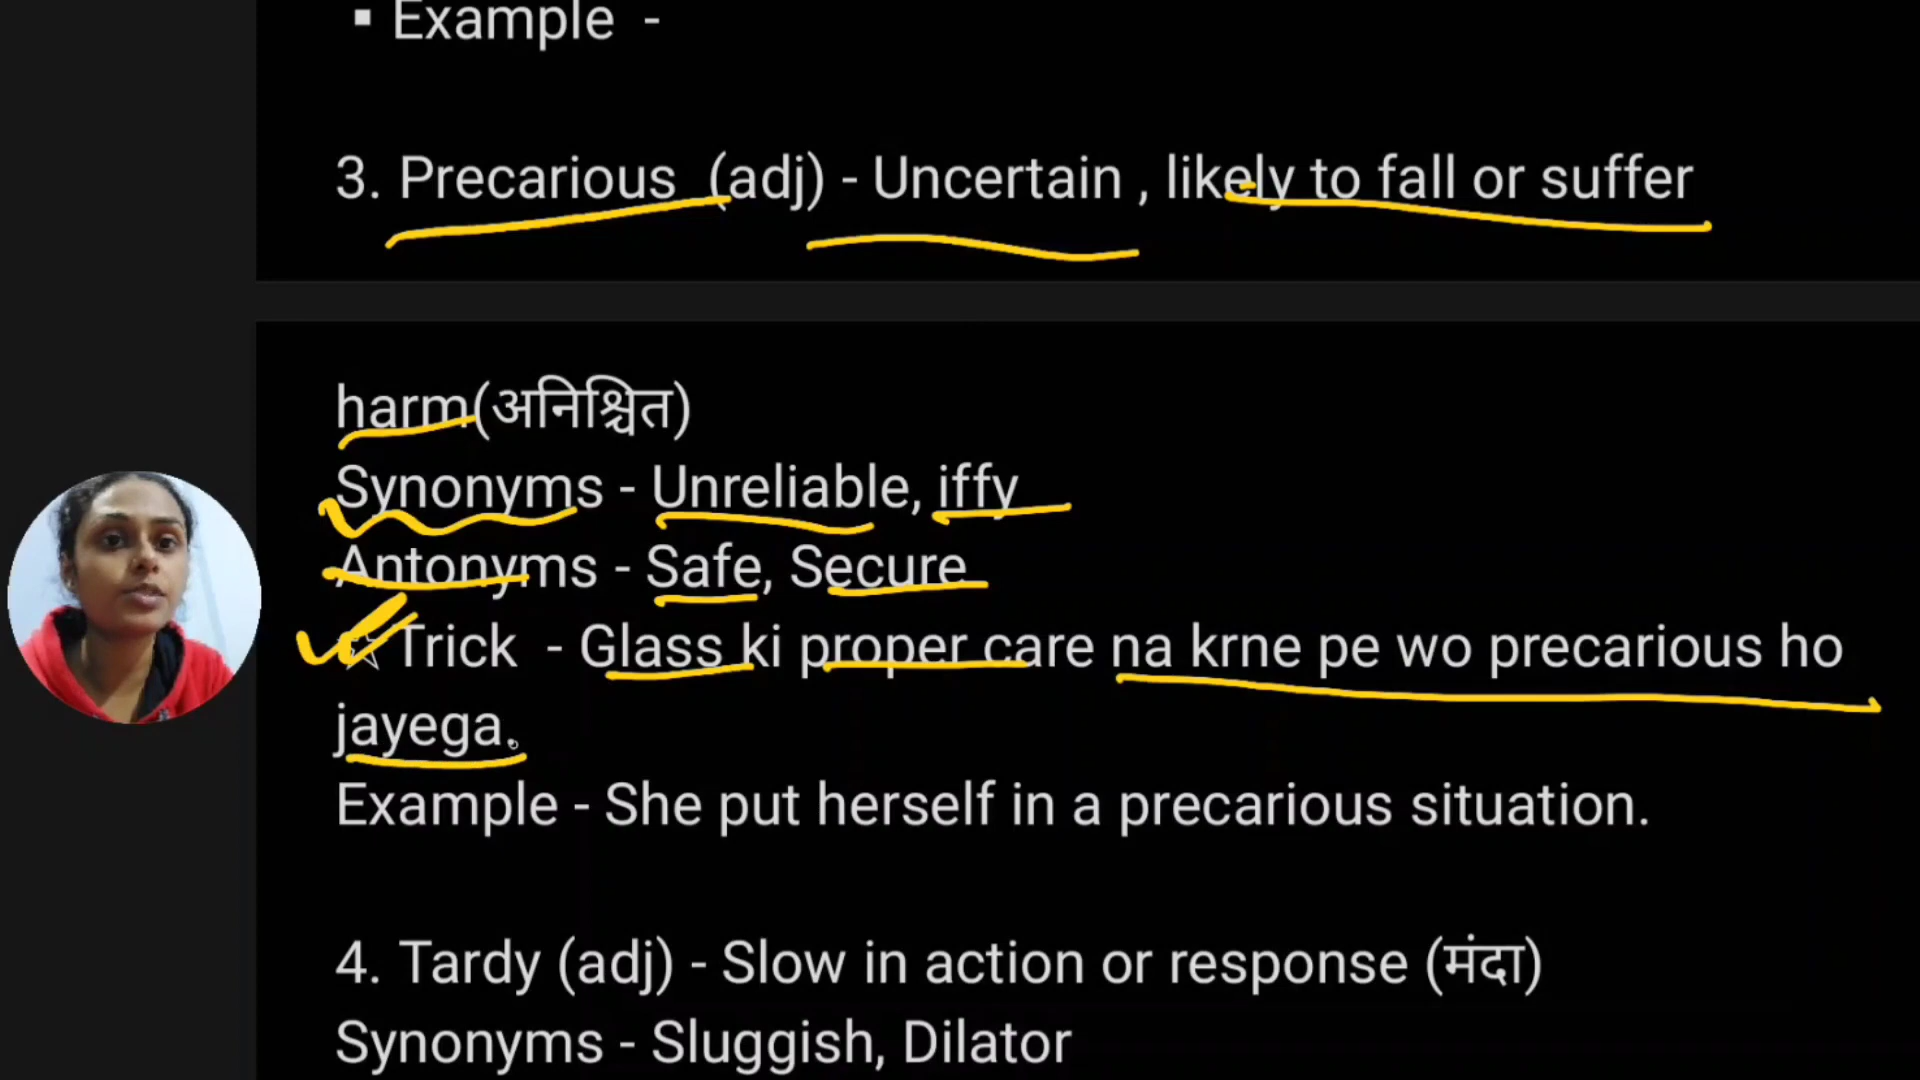 ▪ Example -
3. Precarious (adj) - Uncertain , likely to fall or suffer
harm(अनिश्चित)
Synonyms - Unreliable, iffy
Antonyms - Safe, Secure
☆Trick - Glass ki proper care na krne pe wo precarious ho
jayega.
Example - She put herself in a precarious situation.
4. Tardy (adj) - Slow in action or response (मंदा)
Synonyms - Sluggish, Dilator